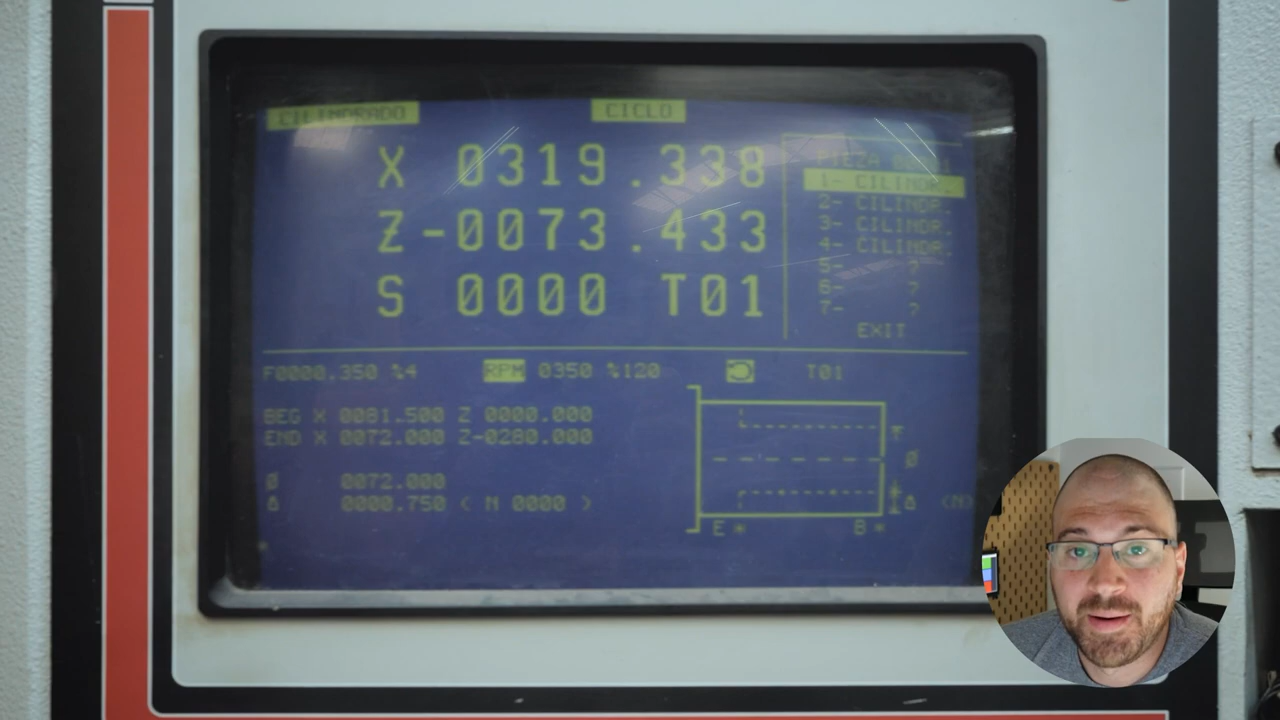 CILINDRADO CICLO
X 0319.338
Z-0073.433
S 0000 T01
1- CILINDR.
2- CILINDR.
3- CILINDR.
4- CILINDR.
5- ?
6- ?
7- ?
EXIT
F0000.350 %4 RPM 0350 %120 T01
BEG X 0081.500 Z 0000.000
END X 0072.000 Z-0280.000
Ø 0072.000
Δ 0000.750 ( M 0000 )
Ø
Δ (M)
E * B *